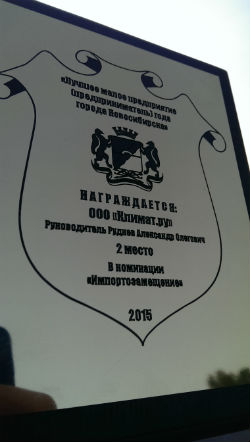 «Лучшее малое предприятие
(предприниматель) года
города Новосибирска»
НАГРАЖДАЕТСЯ:
ООО «Климат.ру»
Руководитель Руднев Александр Олегович
2 место
В номинации
«Импортозамещение»
2015